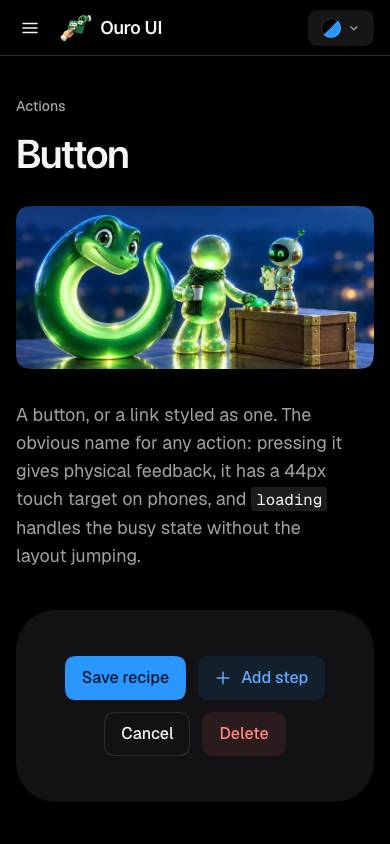 Ouro UI
Actions
Button
A button, or a link styled as one. The
obvious name for any action: pressing it
gives physical feedback, it has a 44px
touch target on phones, and loading
handles the busy state without the
layout jumping.
Save recipe
Add step
Cancel
Delete